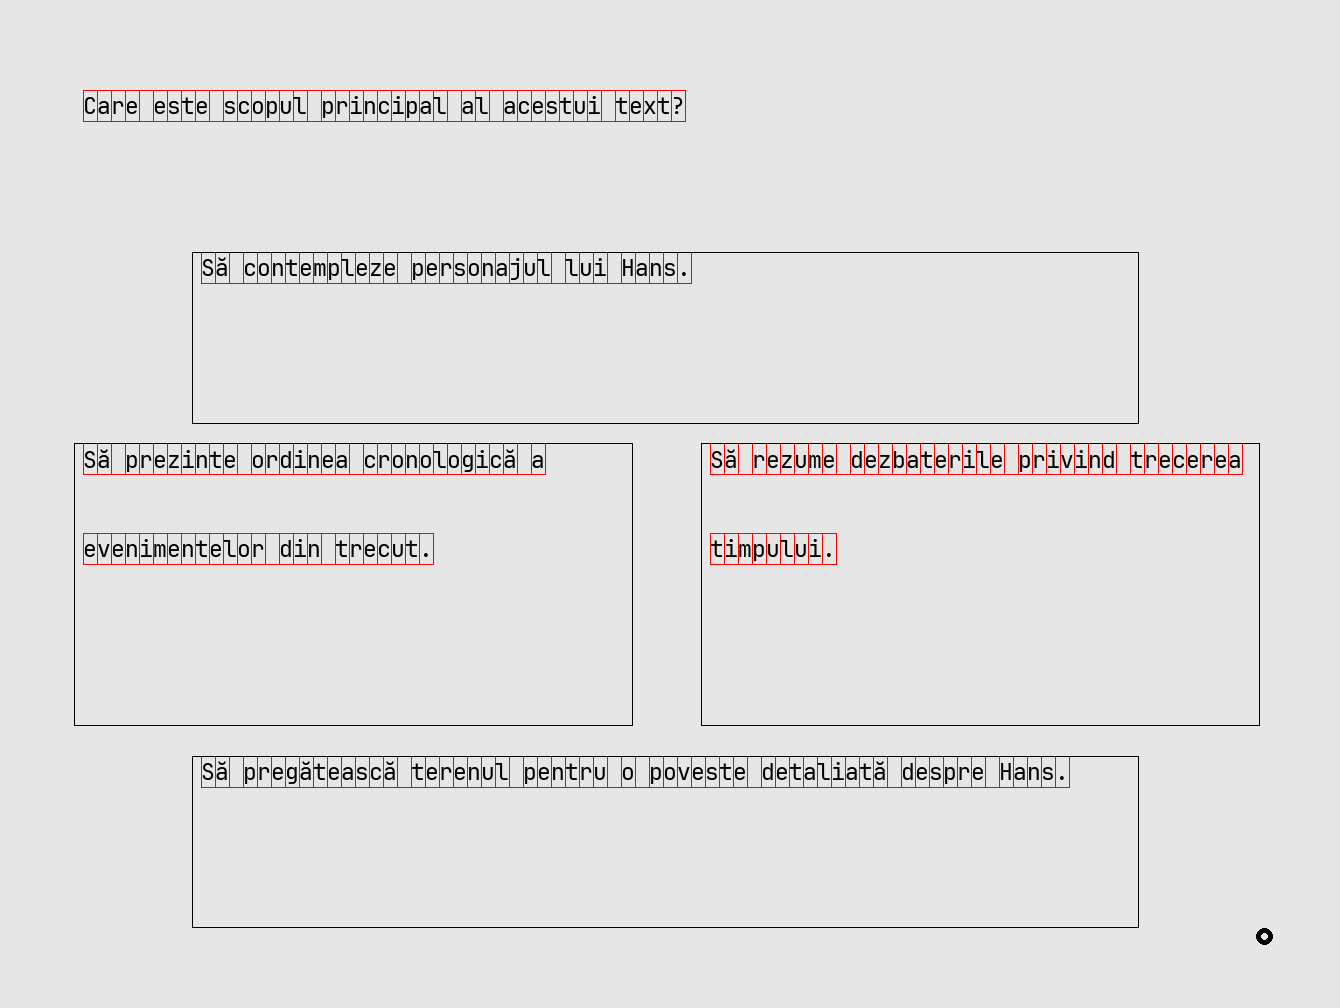 Care este scopul principal al acestui text?
Să contempleze personajul lui Hans.
Să prezinte ordinea cronologică a
evenimentelor din trecut.
Să rezume dezbaterile privind trecerea
timpului.
Să pregătească terenul pentru o poveste detaliată despre Hans.